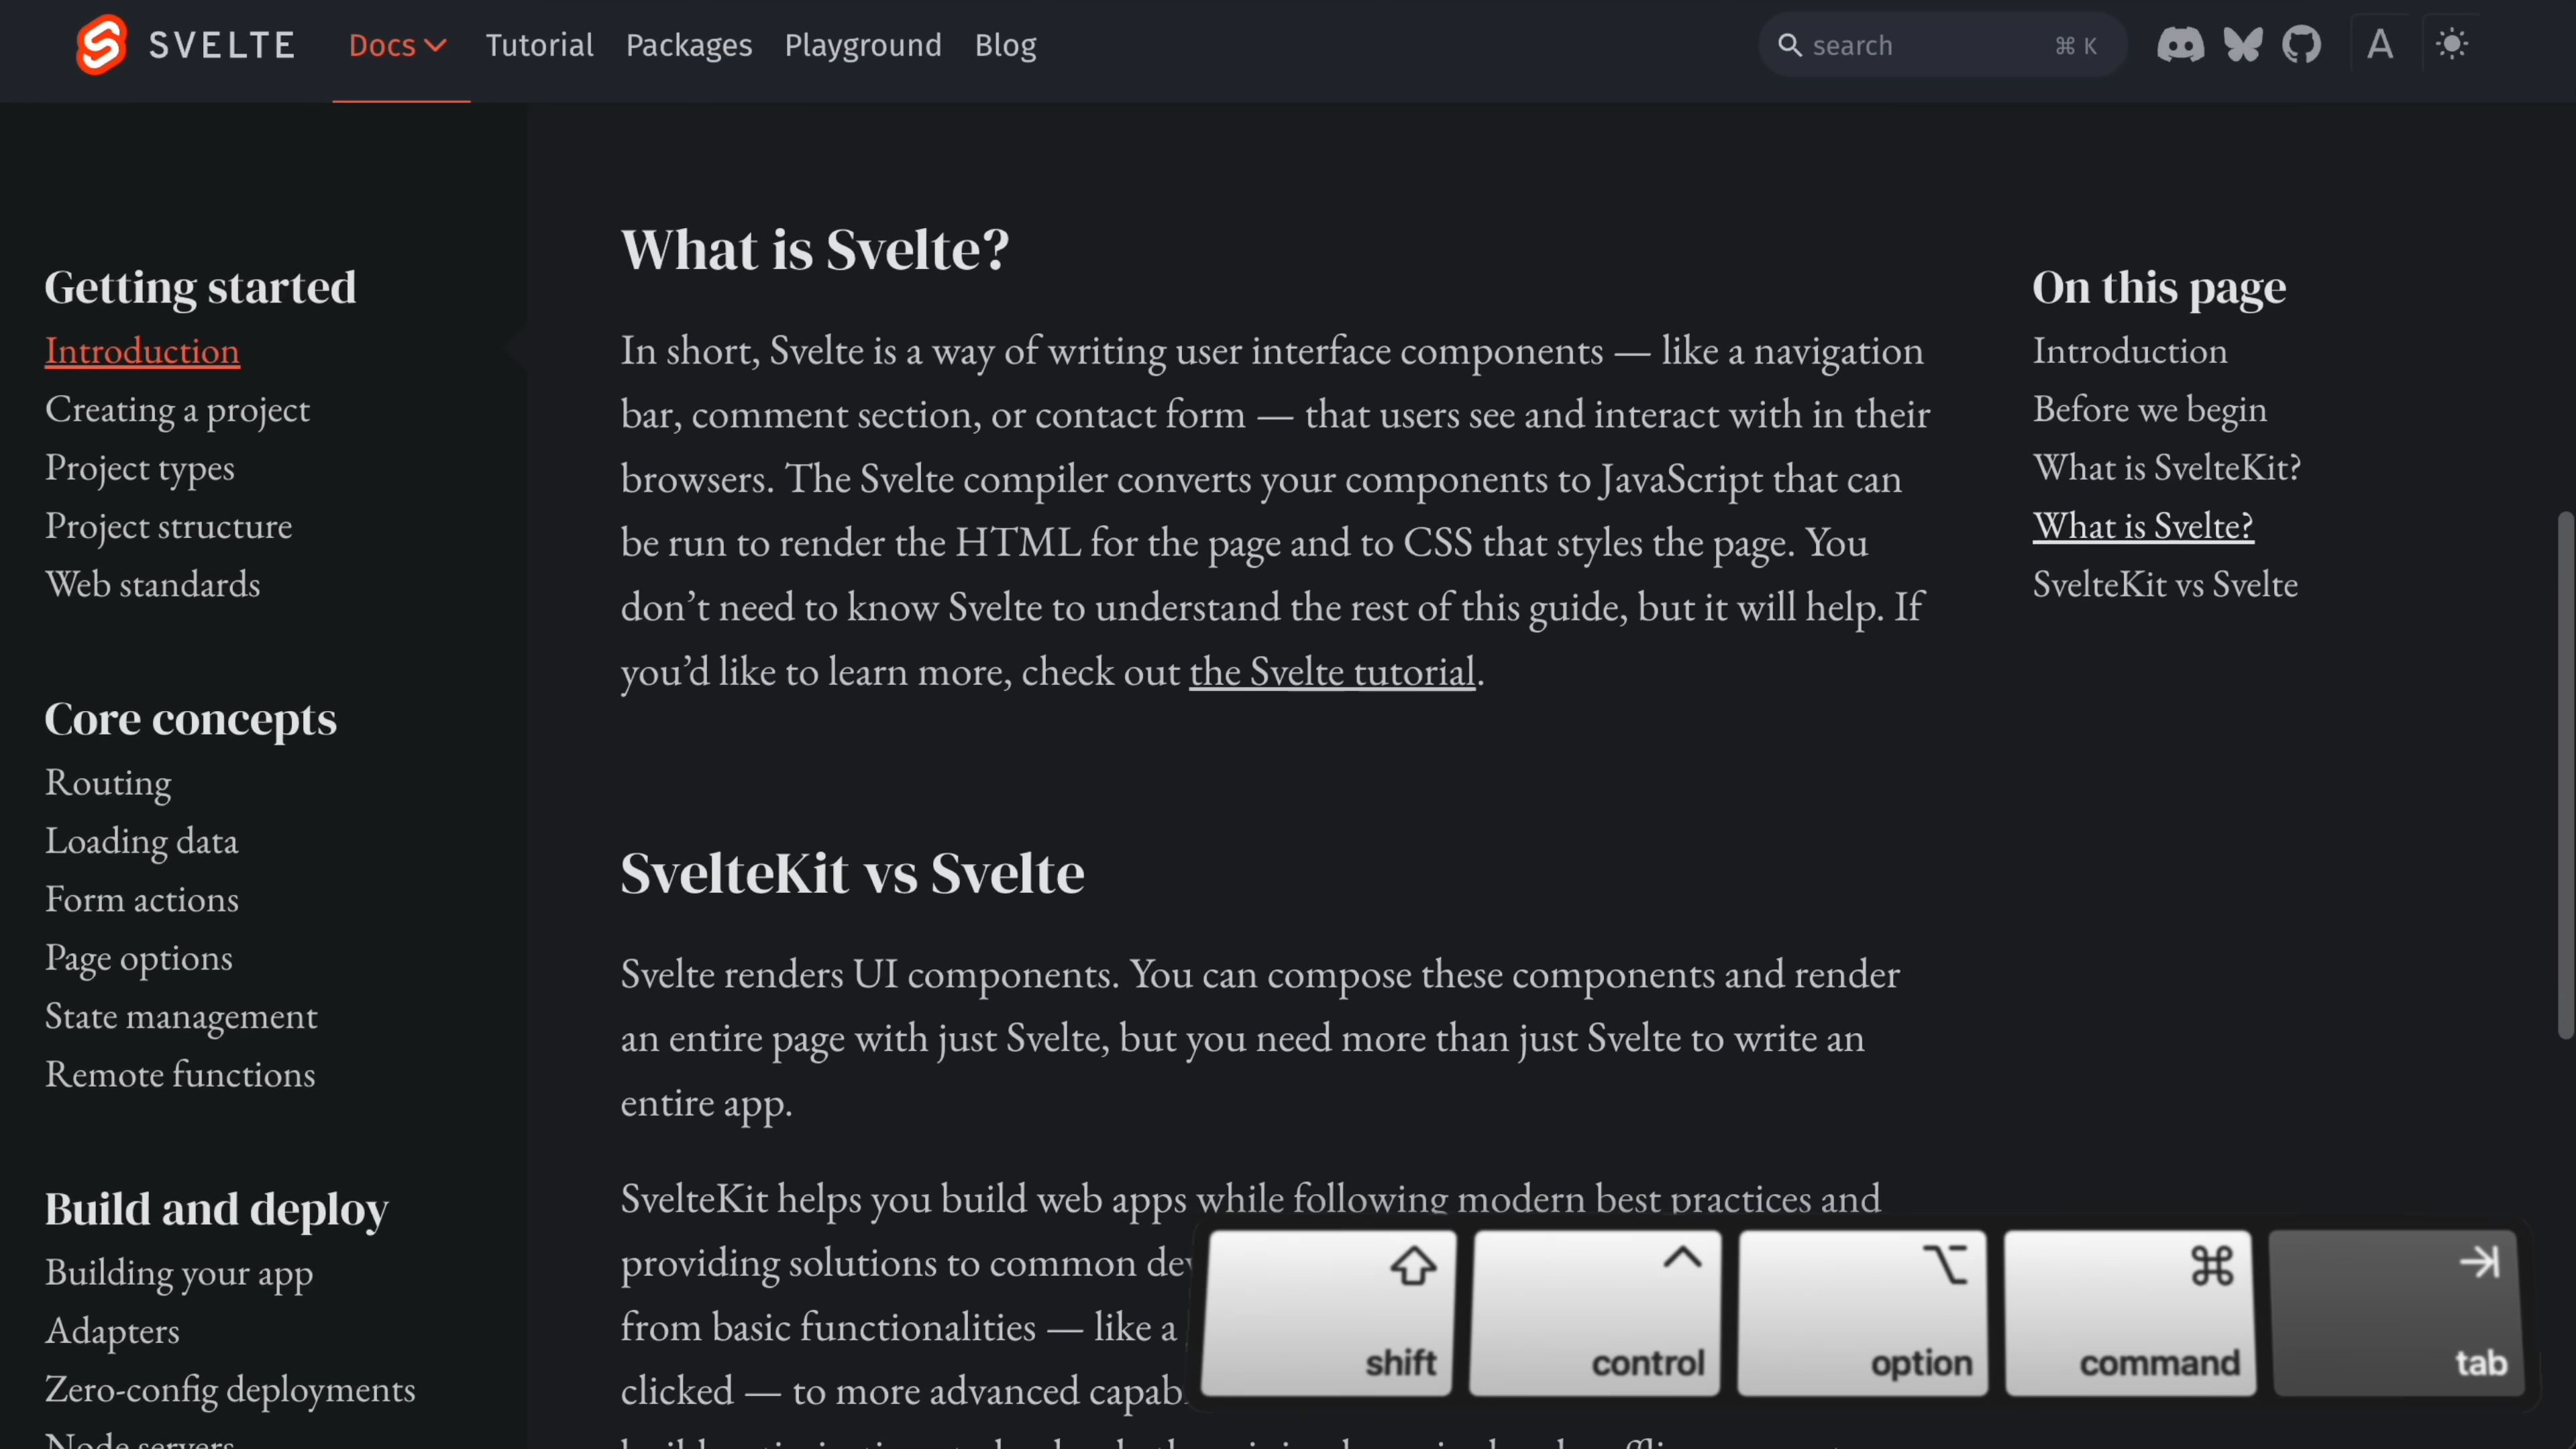 SVELTE
Docs
Tutorial
Packages
Playground
Blog
search
⌘ K
A
Getting started
Introduction
Creating a project
Project types
Project structure
Web standards
Core concepts
Routing
Loading data
Form actions
Page options
State management
Remote functions
Build and deploy
Building your app
Adapters
Zero-config deployments
Node servers
What is Svelte?
In short, Svelte is a way of writing user interface components — like a navigation
bar, comment section, or contact form — that users see and interact with in their
browsers. The Svelte compiler converts your components to JavaScript that can
be run to render the HTML for the page and to CSS that styles the page. You
don’t need to know Svelte to understand the rest of this guide, but it will help. If
you’d like to learn more, check out the Svelte tutorial.
SvelteKit vs Svelte
Svelte renders UI components. You can compose these components and render
an entire page with just Svelte, but you need more than just Svelte to write an
entire app.
SvelteKit helps you build web apps while following modern best practices and
providing solutions to common
from basic functionalities — like a
clicked — to more advanced
On this page
Introduction
Before we begin
What is SvelteKit?
What is Svelte?
SvelteKit vs Svelte
shift
control
option
command
tab